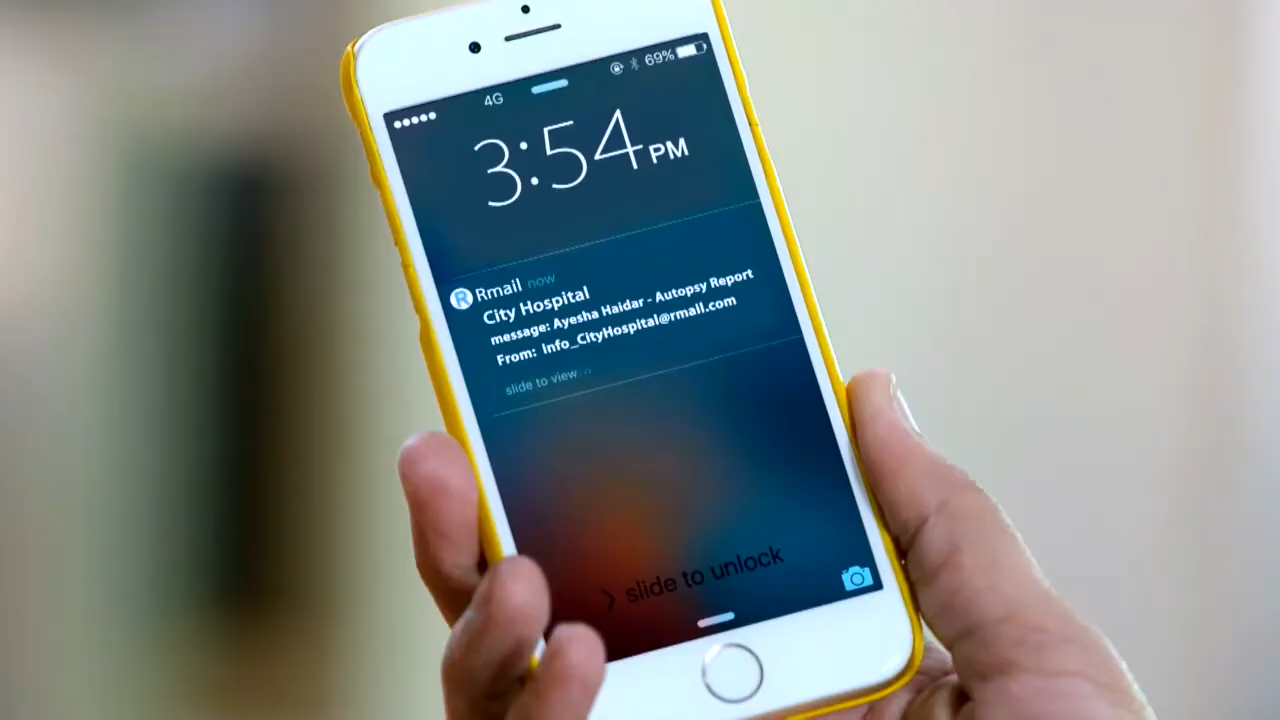 4G
69%
3:54 PM
R Rmail now
City Hospital
message: Ayesha Haidar - Autopsy Report
From: Info_CityHospital@rmail.com
slide to view
> slide to unlock